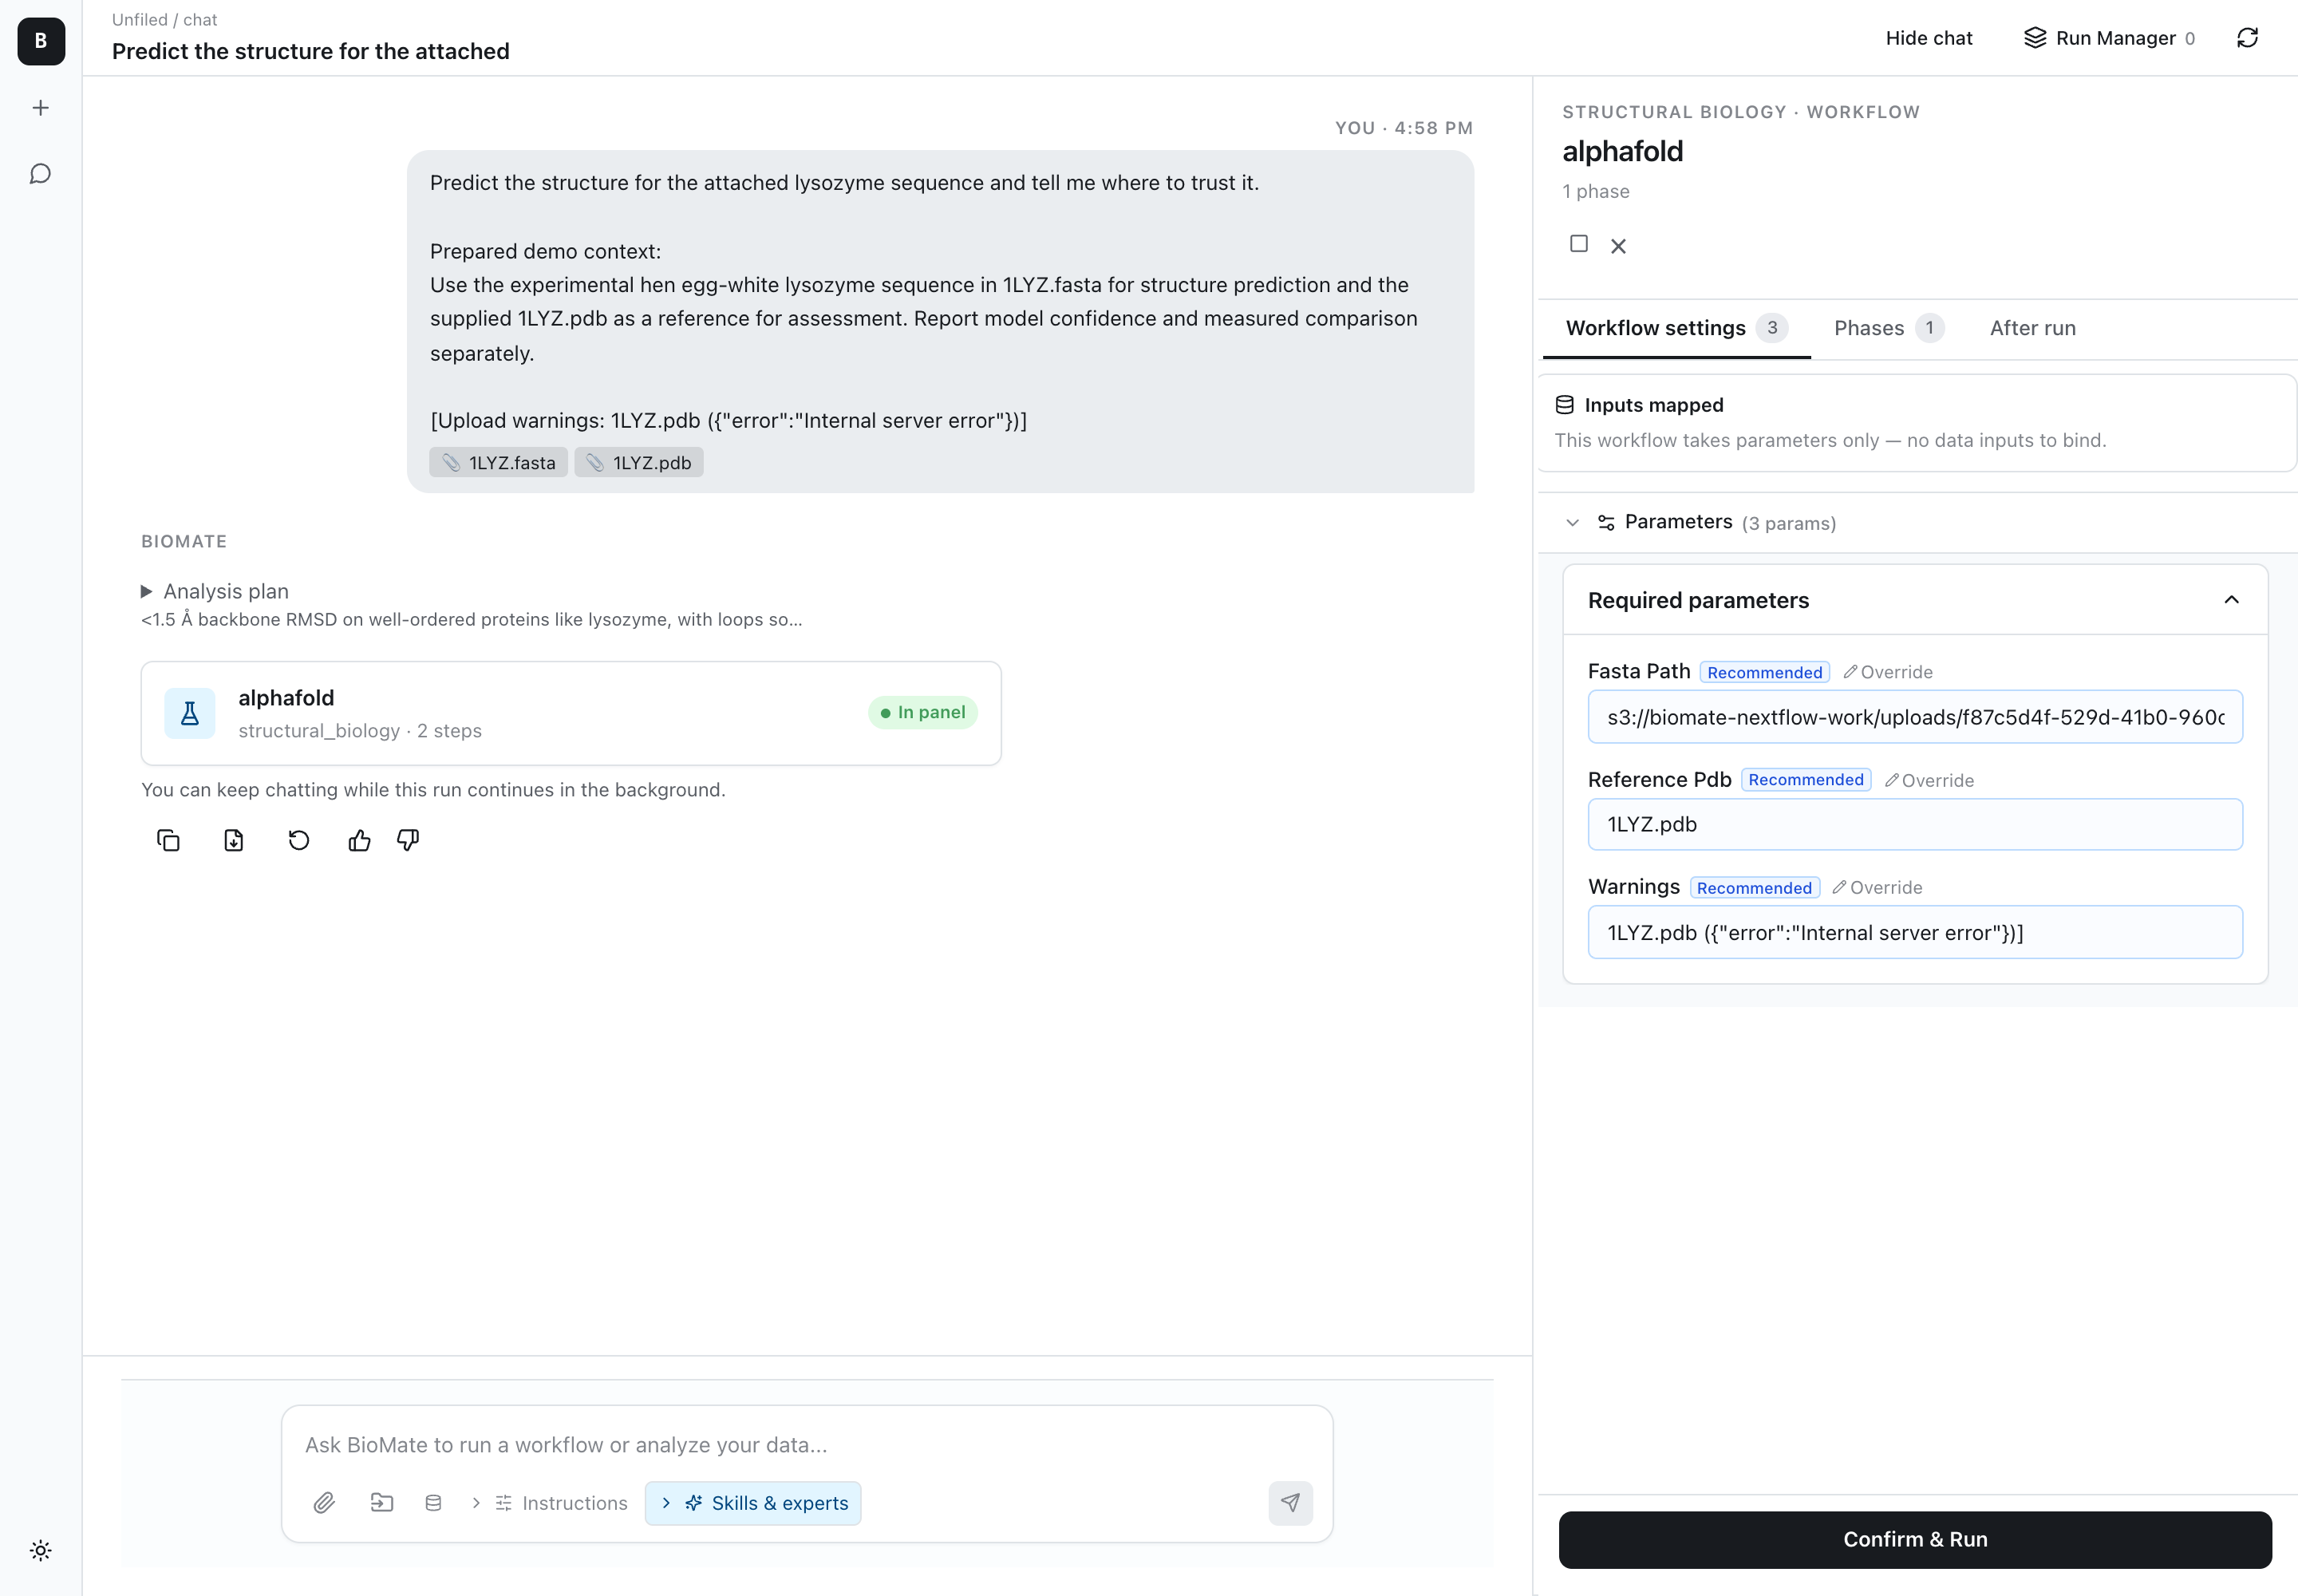 B
Unfiled / chat
Predict the structure for the attached
Hide chat
Run Manager 0
YOU · 4:58 PM
Predict the structure for the attached lysozyme sequence and tell me where to trust it.
Prepared demo context:
Use the experimental hen egg-white lysozyme sequence in 1LYZ.fasta for structure prediction and the
supplied 1LYZ.pdb as a reference for assessment. Report model confidence and measured comparison
separately.
[Upload warnings: 1LYZ.pdb ({"error":"Internal server error"})]
1LYZ.fasta
1LYZ.pdb
BIOMATE
Analysis plan
<1.5 Å backbone RMSD on well-ordered proteins like lysozyme, with loops so...
alphafold
structural_biology · 2 steps
In panel
You can keep chatting while this run continues in the background.
Ask BioMate to run a workflow or analyze your data...
Instructions
Skills & experts
STRUCTURAL BIOLOGY · WORKFLOW
alphafold
1 phase
Workflow settings 3
Phases 1
After run
Inputs mapped
This workflow takes parameters only — no data inputs to bind.
Parameters (3 params)
Required parameters
Fasta Path Recommended Override
s3://biomate-nextflow-work/uploads/f87c5d4f-529d-41b0-960c
Reference Pdb Recommended Override
1LYZ.pdb
Warnings Recommended Override
1LYZ.pdb ({"error":"Internal server error"})]
Confirm & Run